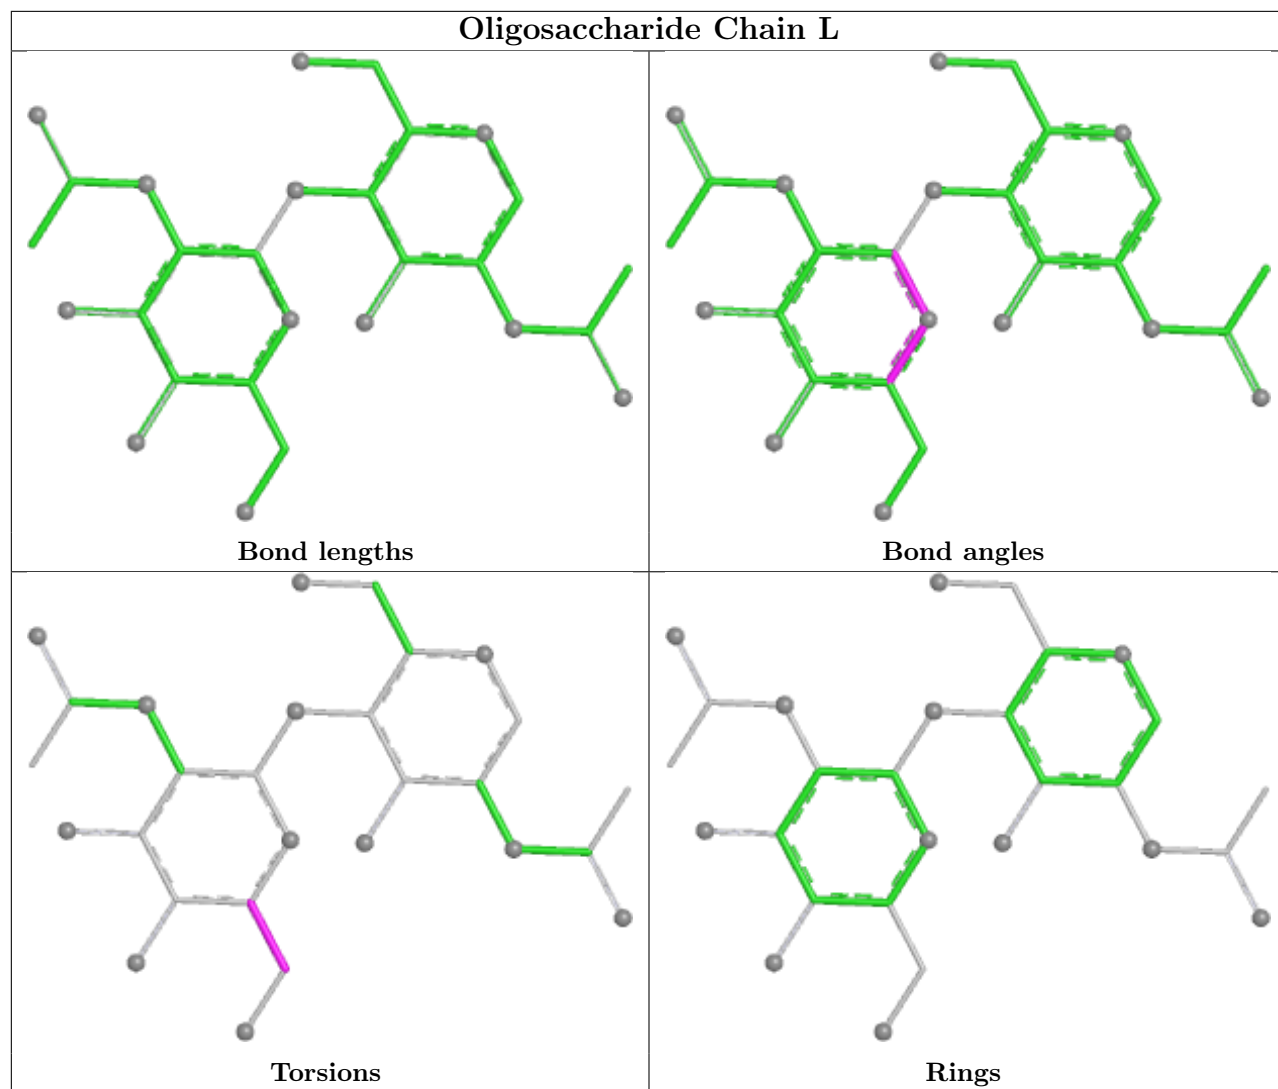 Oligosaccharide Chain L
Bond lengths
Bond angles
Torsions
Rings